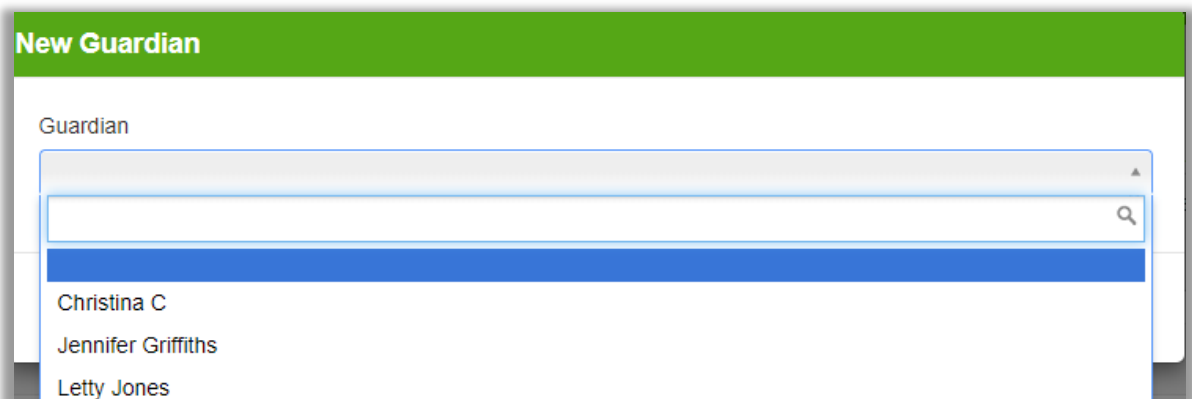 New Guardian
Guardian
Christina C
Jennifer Griffiths
Letty Jones